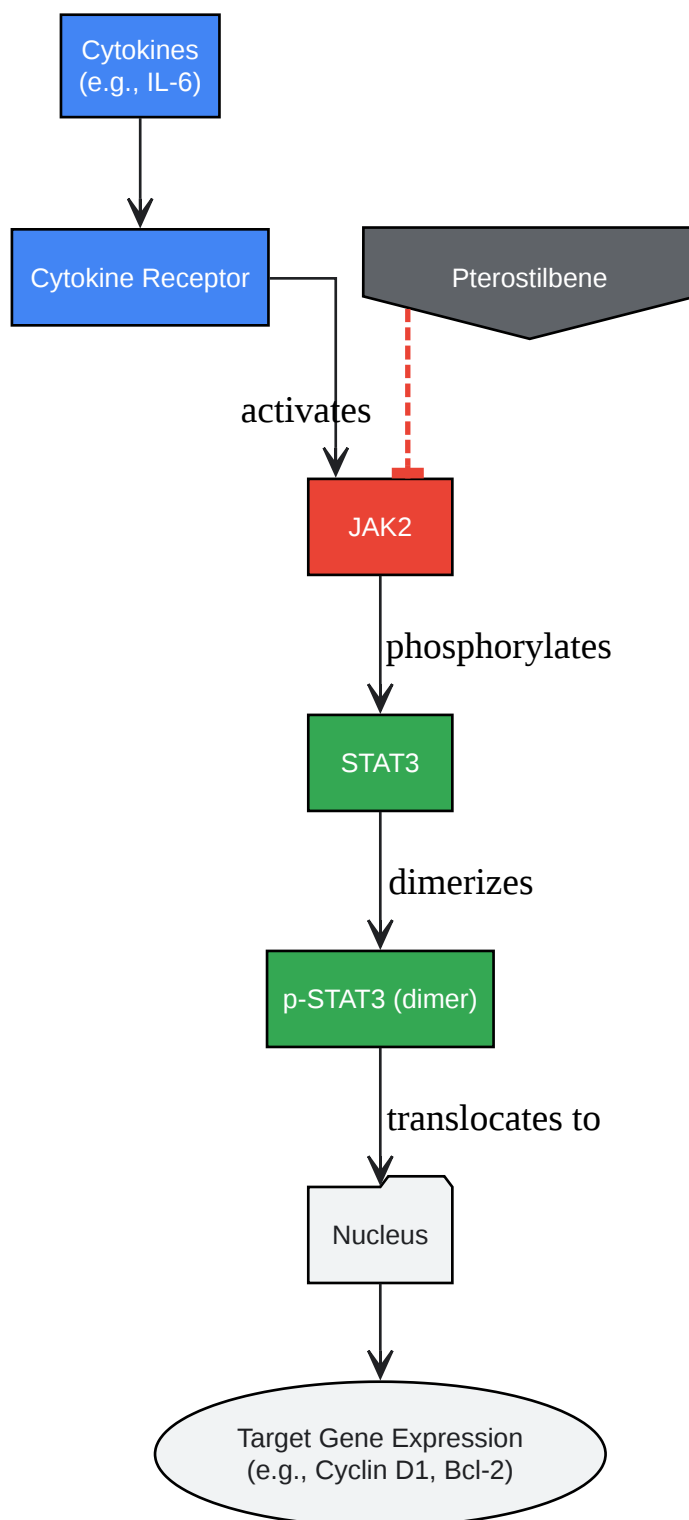 Cytokines
(e.g., IL-6)
Cytokine Receptor
Pterostilbene
activates
JAK2
phosphorylates
STAT3
dimerizes
p-STAT3 (dimer)
translocates to
Nucleus
Target Gene Expression
(e.g., Cyclin D1, Bcl-2)